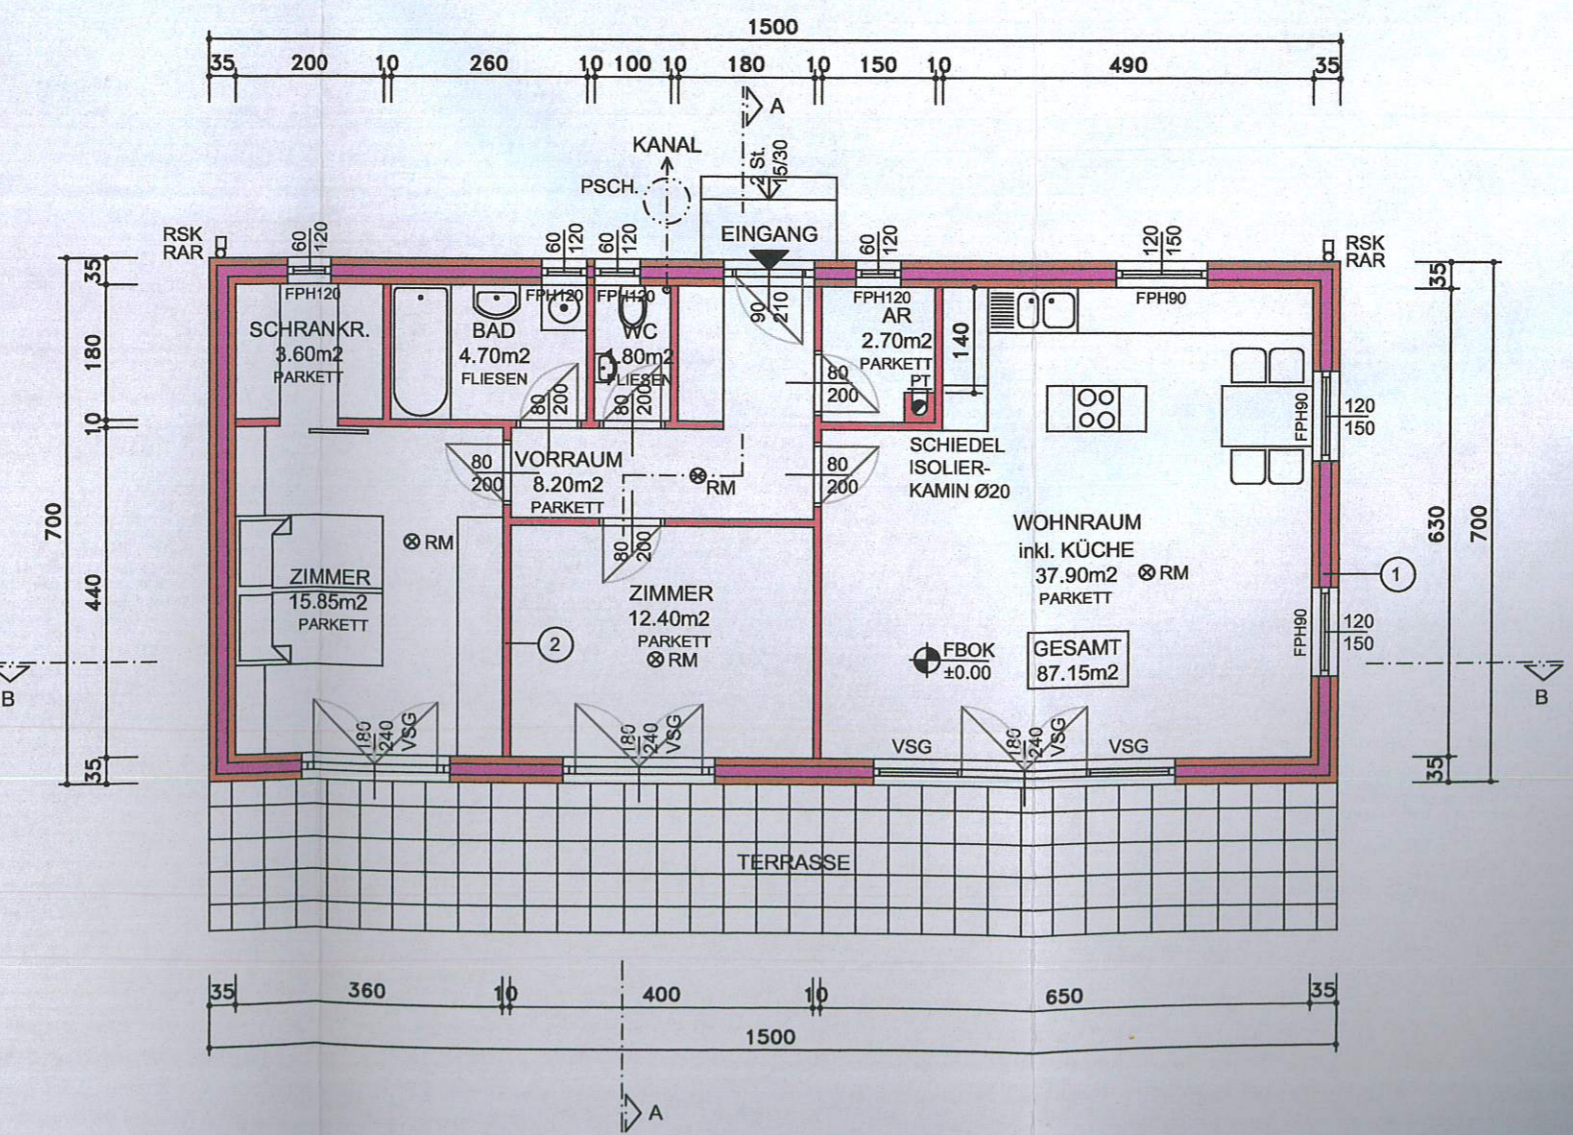 1500
35 200 10 260 10 100 10 180 10 150 10 490 35
A
KANAL
PSCH.
2 St.
15/30
EINGANG
RSK
RAR
RSK
RAR
60
120
60
120
60
120
60
120
120
150
FPH120
FPH120
FPH120
FPH120
FPH90
SCHRANKR.
3.60m2
PARKETT
BAD
4.70m2
FLIESEN
WC
.80m2
FLIESEN
90
210
AR
2.70m2
PARKETT
PT
140
80
200
80
200
80
200
80
200
80
200
80
200
VORRAUM
8.20m2
PARKETT
RM
SCHIEDEL
ISOLIER-
KAMIN Ø20
FPH90
120
150
WOHNRAUM
inkl. KÜCHE
37.90m2
PARKETT
RM
RM
ZIMMER
15.85m2
PARKETT
ZIMMER
12.40m2
PARKETT
RM
1
2
FPH90
120
150
FBOK
±0.00
GESAMT
87.15m2
B
B
180
240
VSG
180
240
VSG
VSG
180
240
VSG
VSG
35
180
10
440
35
700
35
630
35
700
TERRASSE
35 360 10 400 10 650 35
1500
A